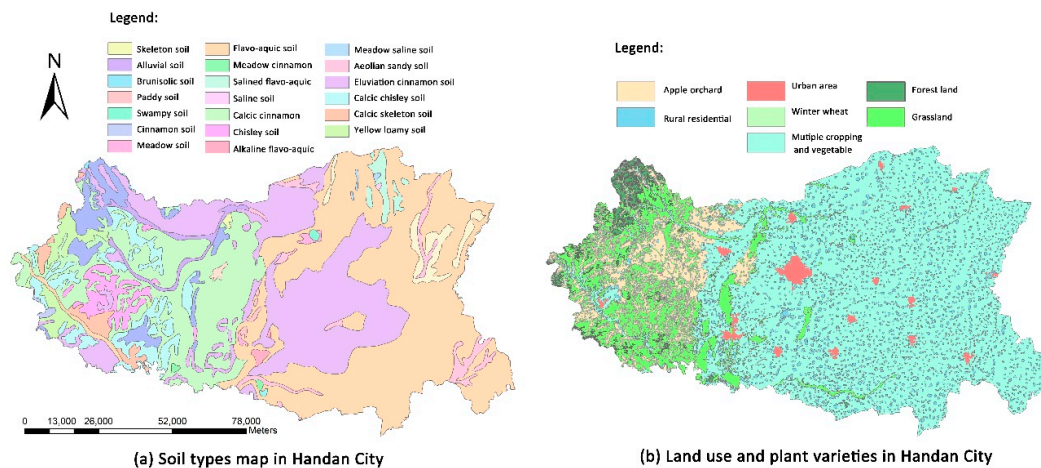 Legend:
N
Skeleton soil
Alluvial soil
Brunisolic soil
Paddy soil
Swampy soil
Cinnamon soil
Meadow soil
Flavo-aquic soil
Meadow cinnamon
Salined flavo-aquic
Saline soil
Calcic cinnamon
Chisley soil
Alkaline flavo-aquic
Meadow saline soil
Aeolian sandy soil
Eluviation cinnamon soil
Calcic chisley soil
Calcic skeleton soil
Yellow loamy soil
0 13,000 26,000 52,000 78,000
Meters
(a) Soil types map in Handan City
Legend:
Apple orchard
Rural residential
Urban area
Winter wheat
Mutiple cropping
and vegetable
Forest land
Grassland
(b) Land use and plant varieties in Handan City